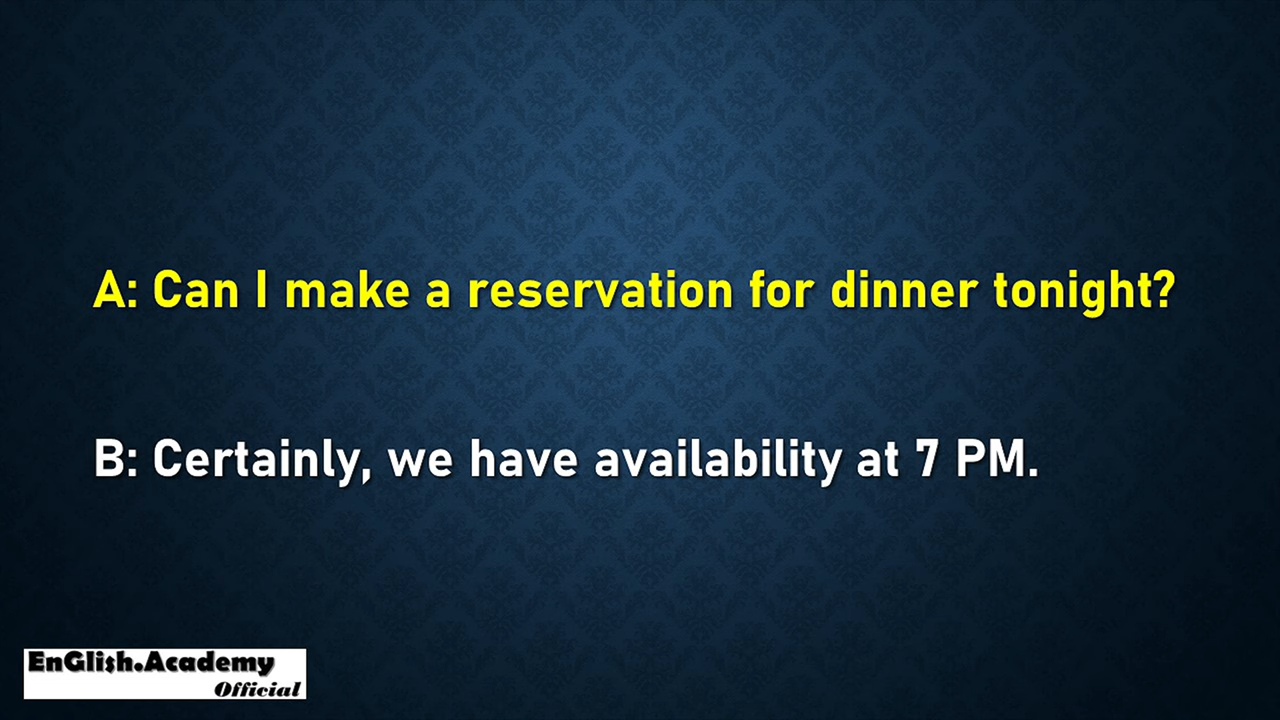 A: Can I make a reservation for dinner tonight?
B: Certainly, we have availability at 7 PM.
EnGlish.Academy
Official